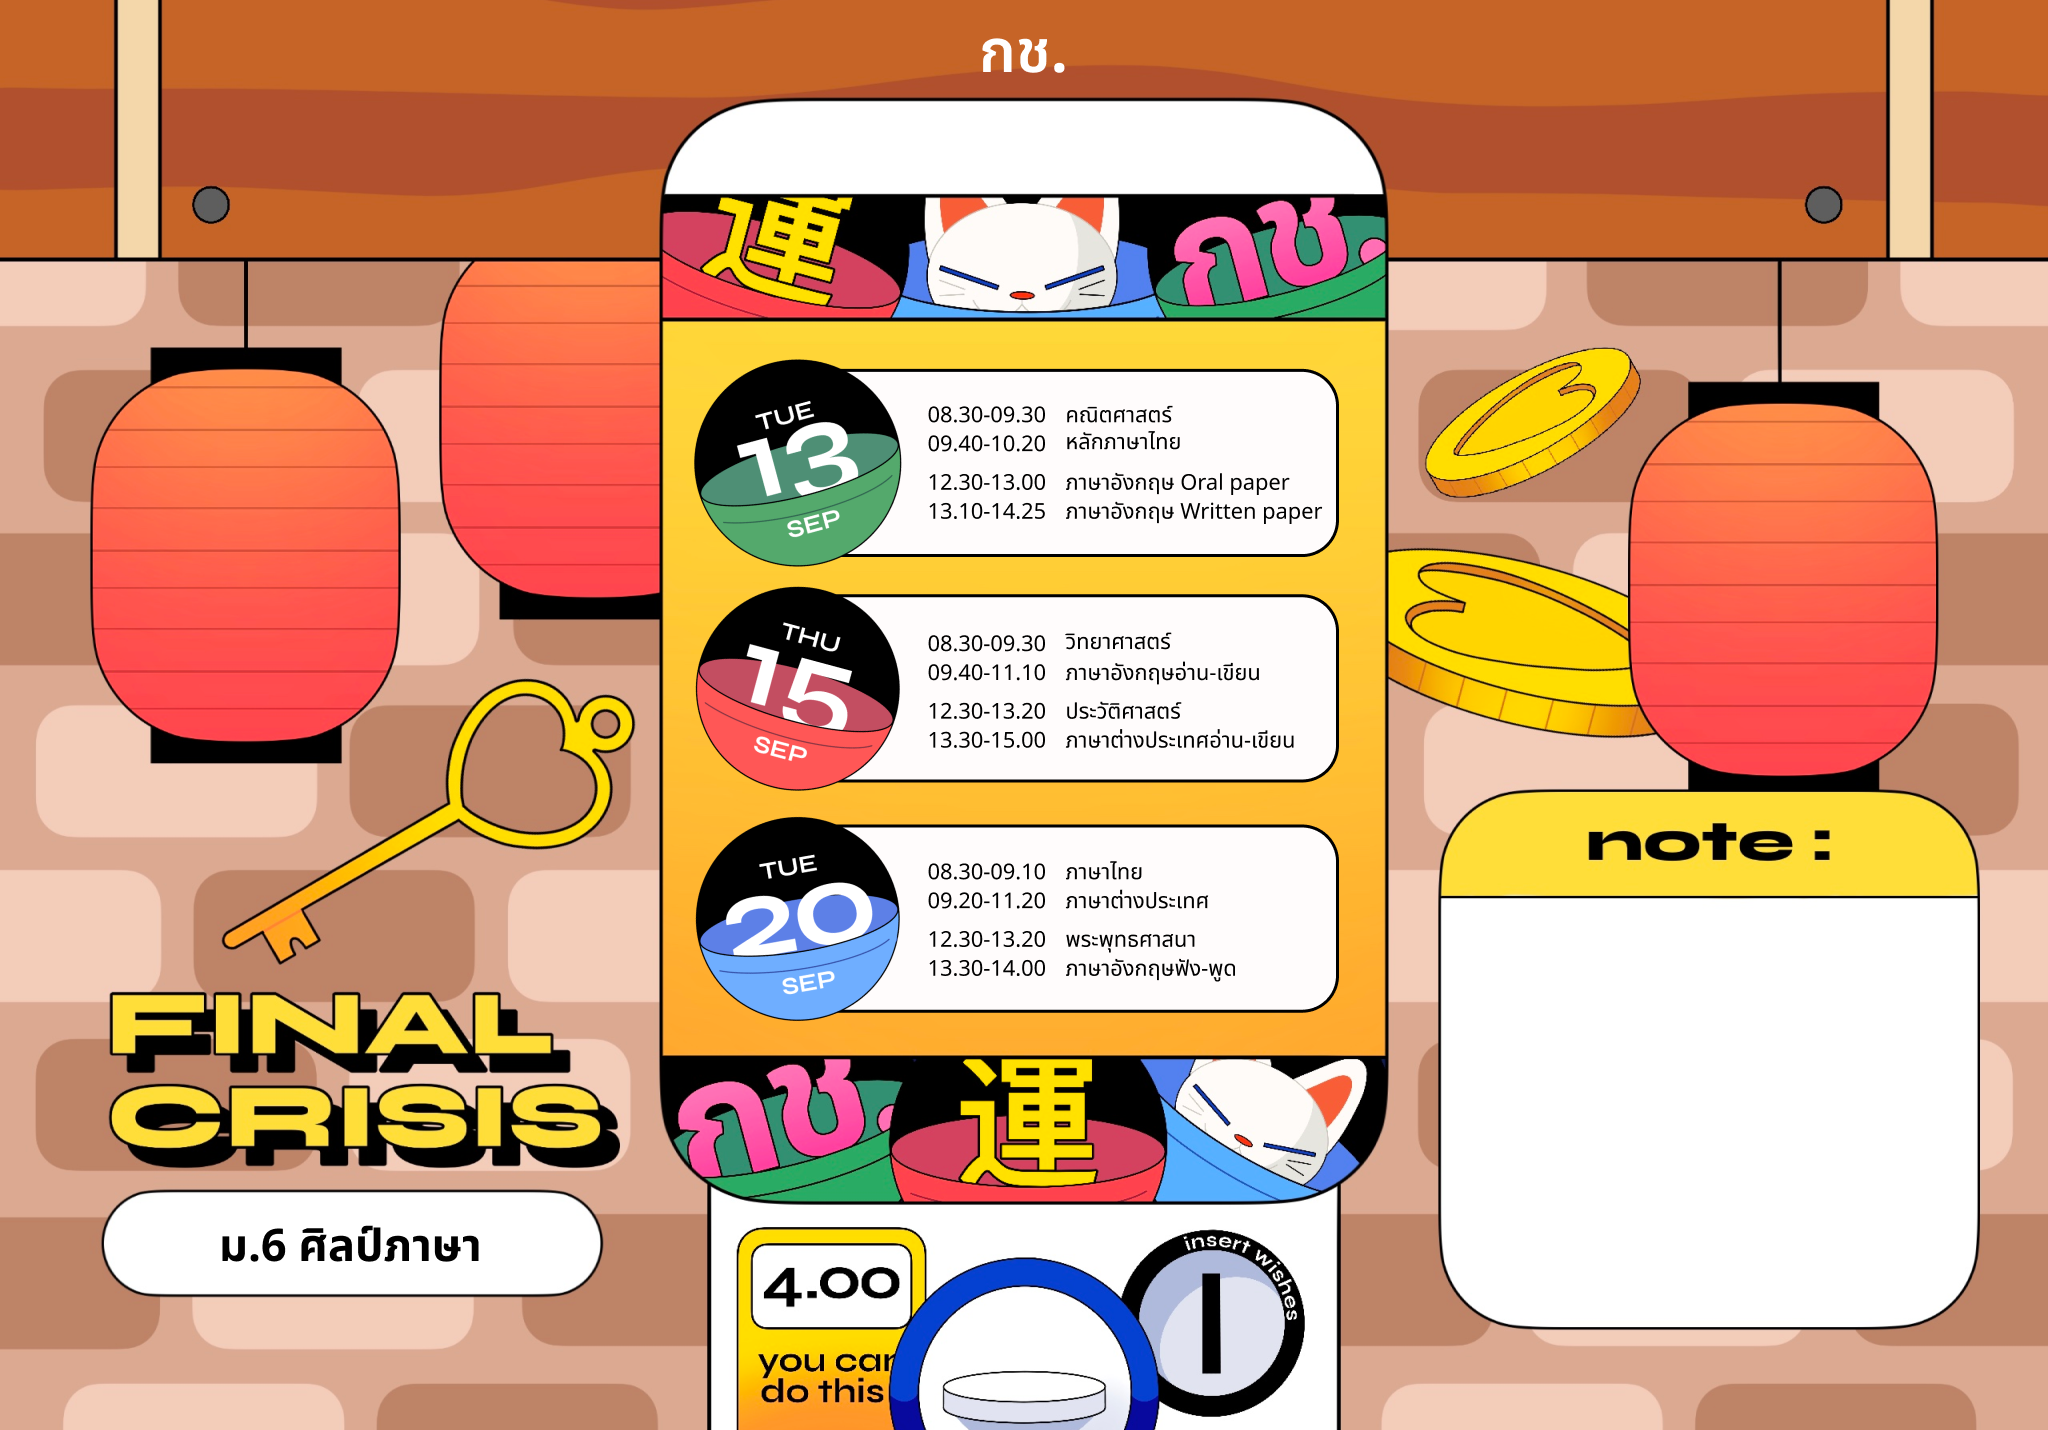 กช.
運
กช.
TUE
13
SEP
08.30-09.30 คณิตศาสตร์
09.40-10.20 หลักภาษาไทย
12.30-13.00 ภาษาอังกฤษ Oral paper
13.10-14.25 ภาษาอังกฤษ Written paper
THU
15
SEP
08.30-09.30 วิทยาศาสตร์
09.40-11.10 ภาษาอังกฤษอ่าน-เขียน
12.30-13.20 ประวัติศาสตร์
13.30-15.00 ภาษาต่างประเทศอ่าน-เขียน
TUE
20
SEP
08.30-09.10 ภาษาไทย
09.20-11.20 ภาษาต่างประเทศ
12.30-13.20 พระพุทธศาสนา
13.30-14.00 ภาษาอังกฤษฟัง-พูด
note :
FINAL
CRISIS
ม.6 ศิลป์ภาษา
กช.
運
4.00
you can
do this
insert wishes